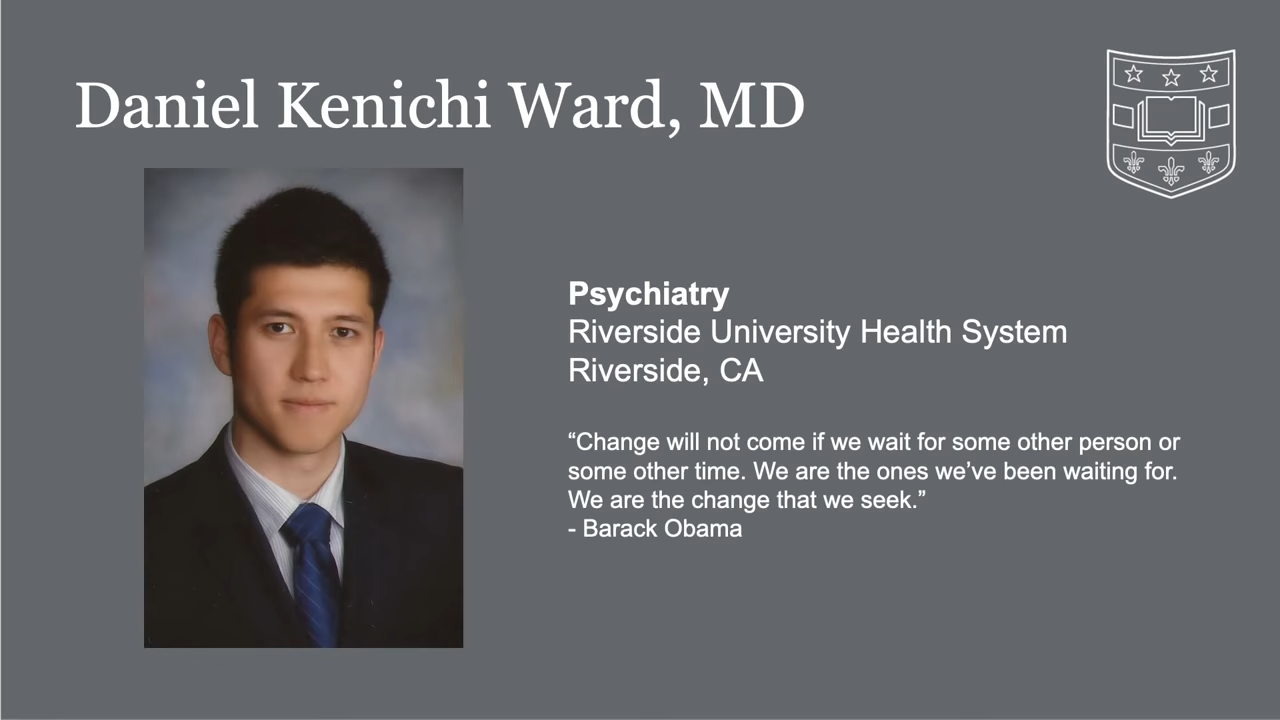 Daniel Kenichi Ward, MD
Psychiatry
Riverside University Health System
Riverside, CA
“Change will not come if we wait for some other person or
some other time. We are the ones we’ve been waiting for.
We are the change that we seek.”
- Barack Obama